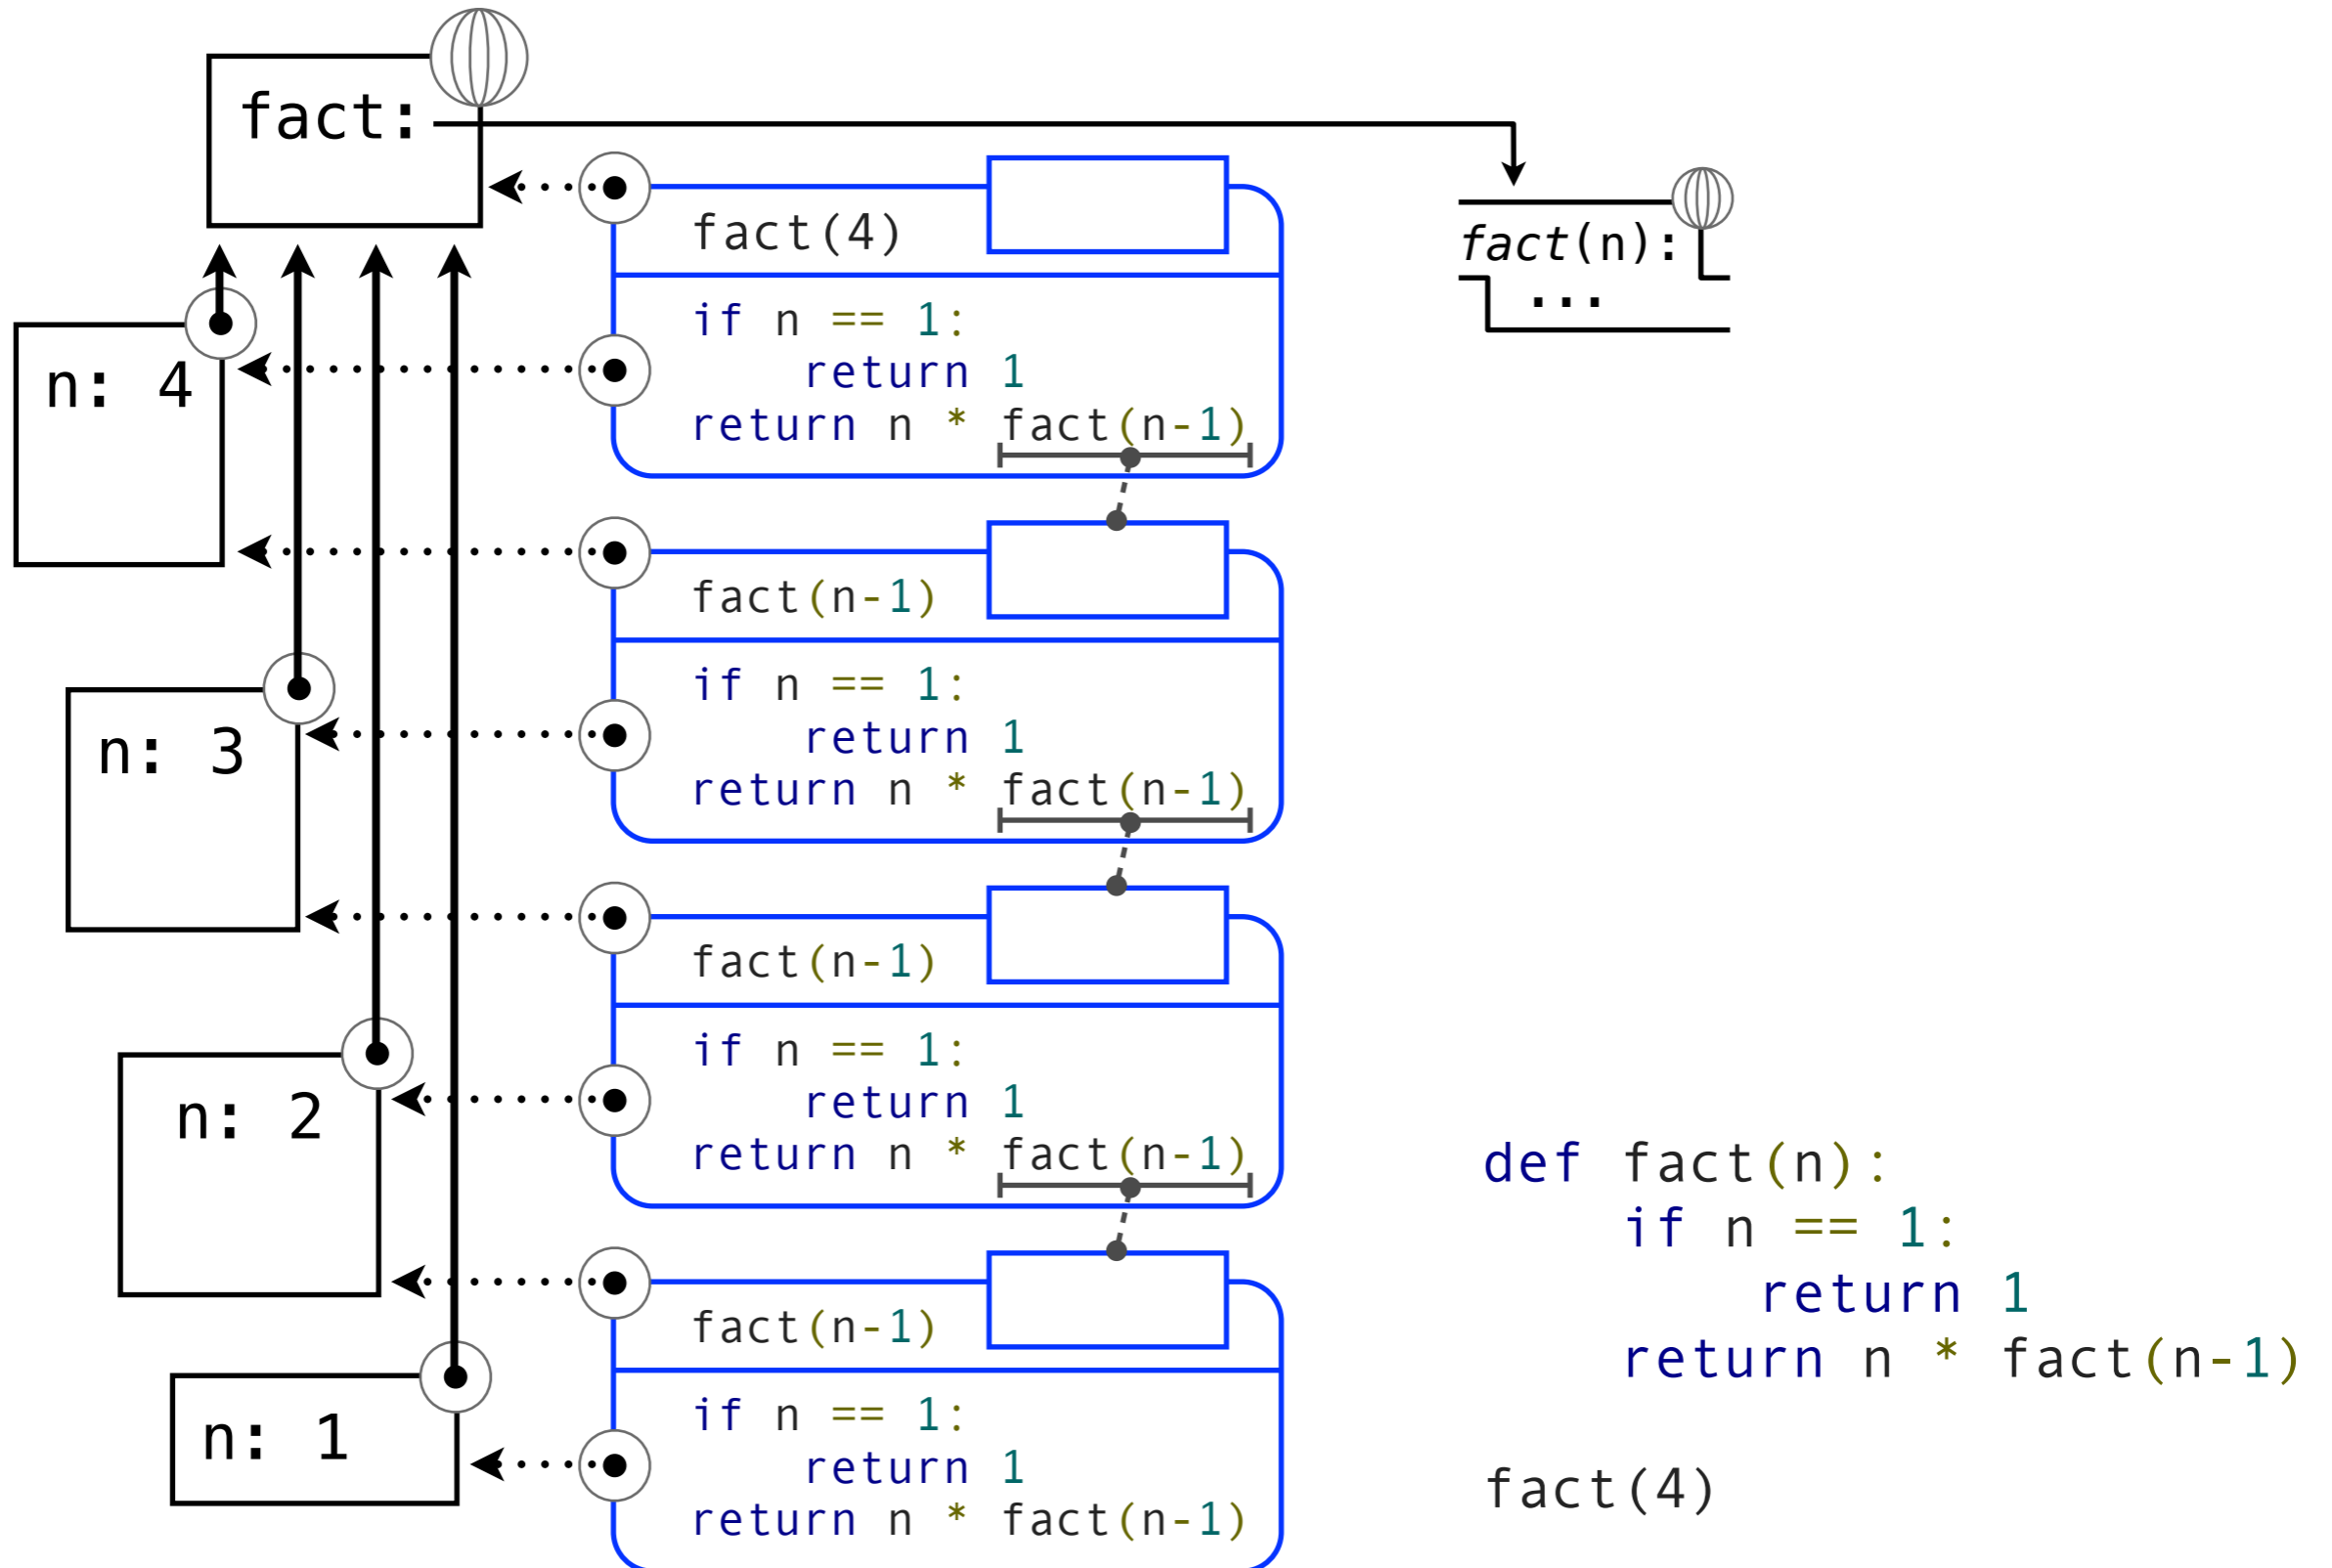 fact:
fact(n):
...
fact(4)
if n == 1:
    return 1
return n * fact(n-1)
n: 4
fact(n-1)
if n == 1:
    return 1
return n * fact(n-1)
n: 3
fact(n-1)
if n == 1:
    return 1
return n * fact(n-1)
n: 2
fact(n-1)
if n == 1:
    return 1
return n * fact(n-1)
n: 1
def fact(n):
    if n == 1:
        return 1
    return n * fact(n-1)
fact(4)